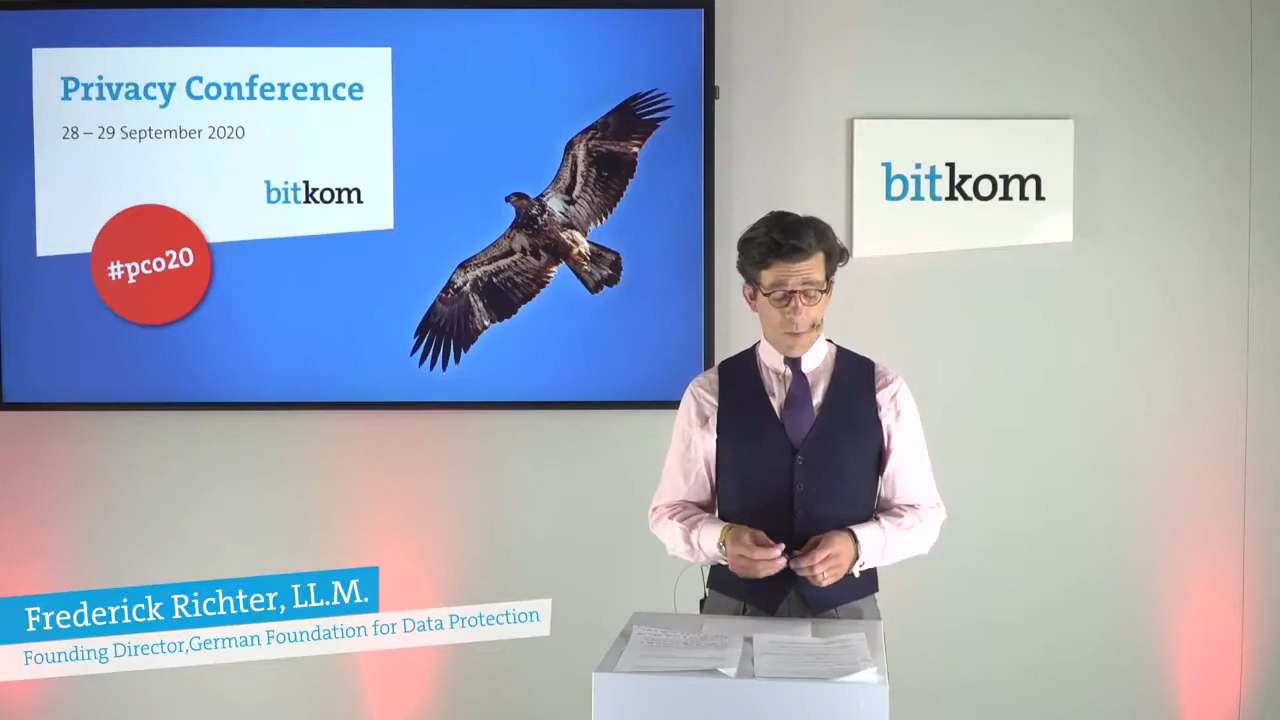 Privacy Conference
28 – 29 September 2020
bitkom
#pco20
bitkom
Frederick Richter, LL.M.
Founding Director,German Foundation for Data Protection